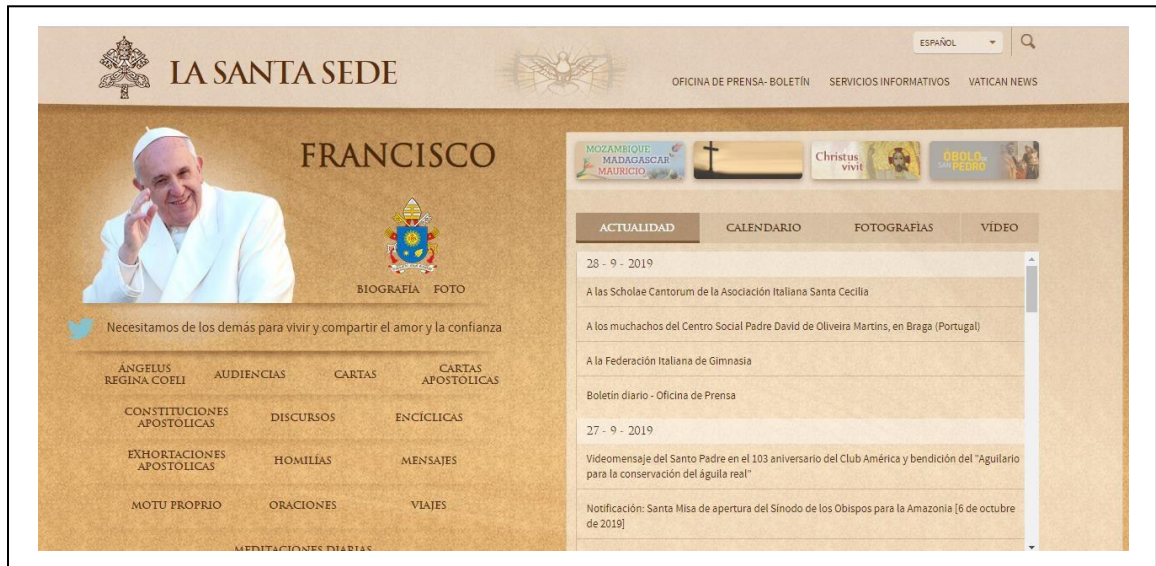 ESPAÑOL
LA SANTA SEDE
OFICINA DE PRENSA- BOLETÍN SERVICIOS INFORMATIVOS VATICAN NEWS
FRANCISCO
BIOGRAFÍA FOTO
Necesitamos de los demás para vivir y compartir el amor y la confianza
ÁNGELUS
REGINA COELI
AUDIENCIAS
CARTAS
CARTAS
APOSTÓLICAS
CONSTITUCIONES
APOSTÓLICAS
DISCURSOS
ENCÍCLICAS
EXHORTACIONES
APOSTÓLICAS
HOMILÍAS
MENSAJES
MOTU PROPRIO
ORACIONES
VIAJES
MEDITACIONES DIARIAS
MOZAMBIQUE
MADAGASCAR
MAURICIO
Christus
vivit
ÓBOLO DE
SAN PEDRO
ACTUALIDAD CALENDARIO FOTOGRAFÍAS VÍDEO
28 - 9 - 2019
A las Scholae Cantorum de la Asociación Italiana Santa Cecilia
A los muchachos del Centro Social Padre David de Oliveira Martins, en Braga (Portugal)
A la Federación Italiana de Gimnasia
Boletín diario - Oficina de Prensa
27 - 9 - 2019
Videomensaje del Santo Padre en el 103 aniversario del Club América y bendición del "Aguilario
para la conservación del águila real"
Notificación: Santa Misa de apertura del Sínodo de los Obispos para la Amazonia [6 de octubre
de 2019]